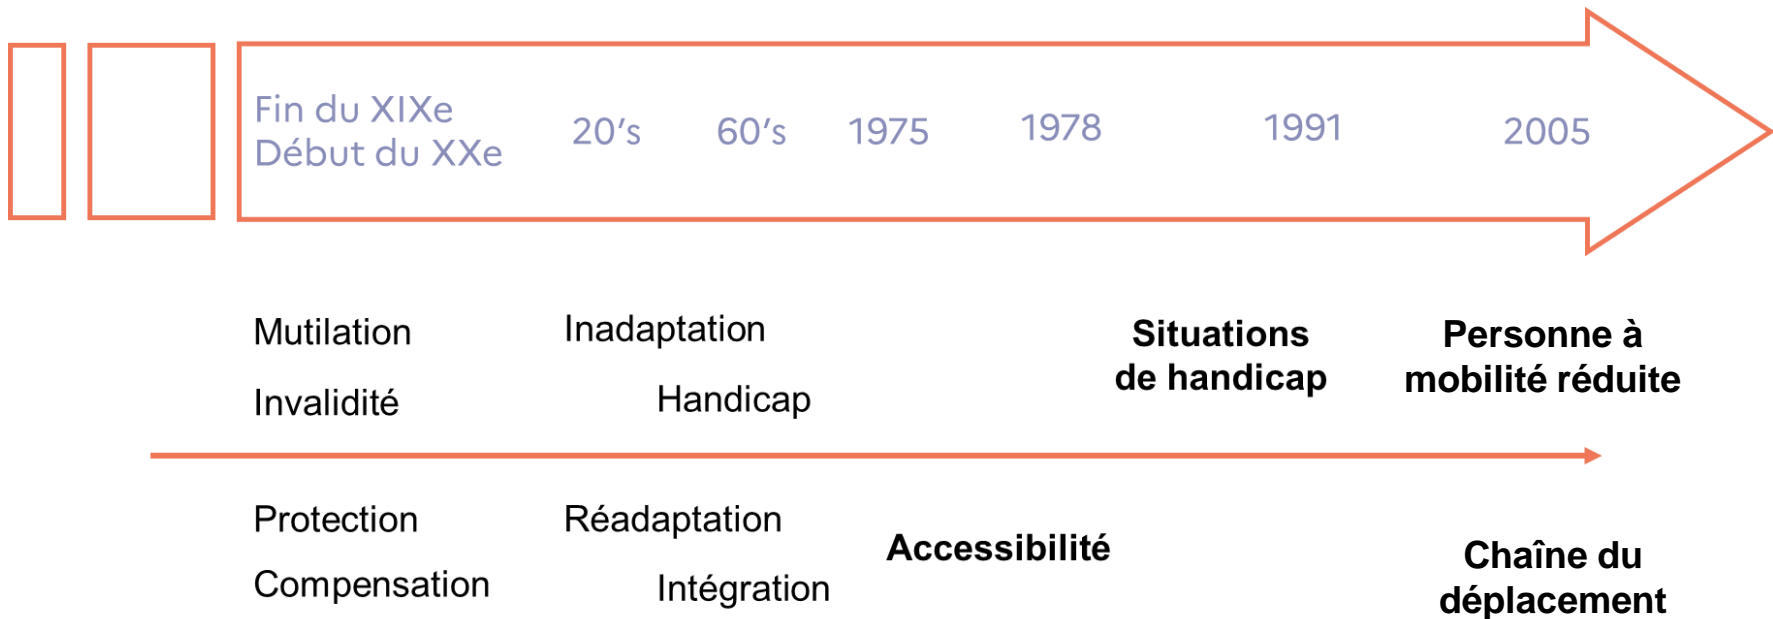 Fin du XIXe
Début du XXe
20's
60's
1975
1978
1991
2005
Mutilation
Inadaptation
Situations
de handicap
Personne à
mobilité réduite
Invalidité
Handicap
Protection
Réadaptation
Accessibilité
Chaîne du
déplacement
Compensation
Intégration